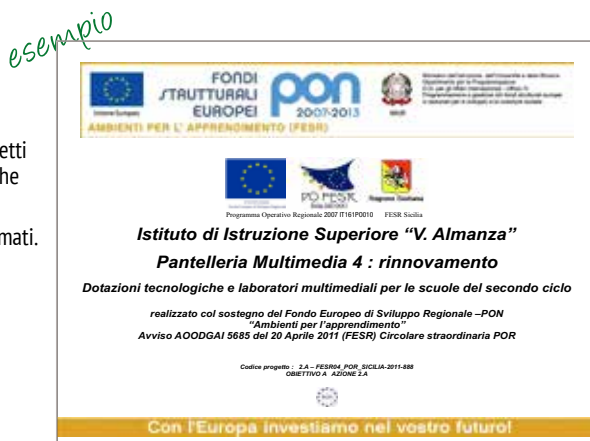 esempio
FONDI
STRUTTURALI
EUROPEI
pon
2007-2013
AMBIENTI PER L' APPRENDIMENTO (FESR)
etti
he
mati.
PO FESR
Programma Operativo Regionale 2007 IT161PO010 FESR Sicilia
Istituto di Istruzione Superiore “V. Almanza”
Pantelleria Multimedia 4 : rinnovamento
Dotazioni tecnologiche e laboratori multimediali per le scuole del secondo ciclo
realizzato col sostegno del Fondo Europeo di Sviluppo Regionale –PON
“Ambienti per l’apprendimento”
Avviso AOODGAI 5685 del 20 Aprile 2011 (FESR) Circolare straordinaria POR
Codice progetto : 2.A – FESR04_POR_SICILIA-2011-888
OBIETTIVO A AZIONE 2.A
Con l'Europa investiamo nel vostro futuro!